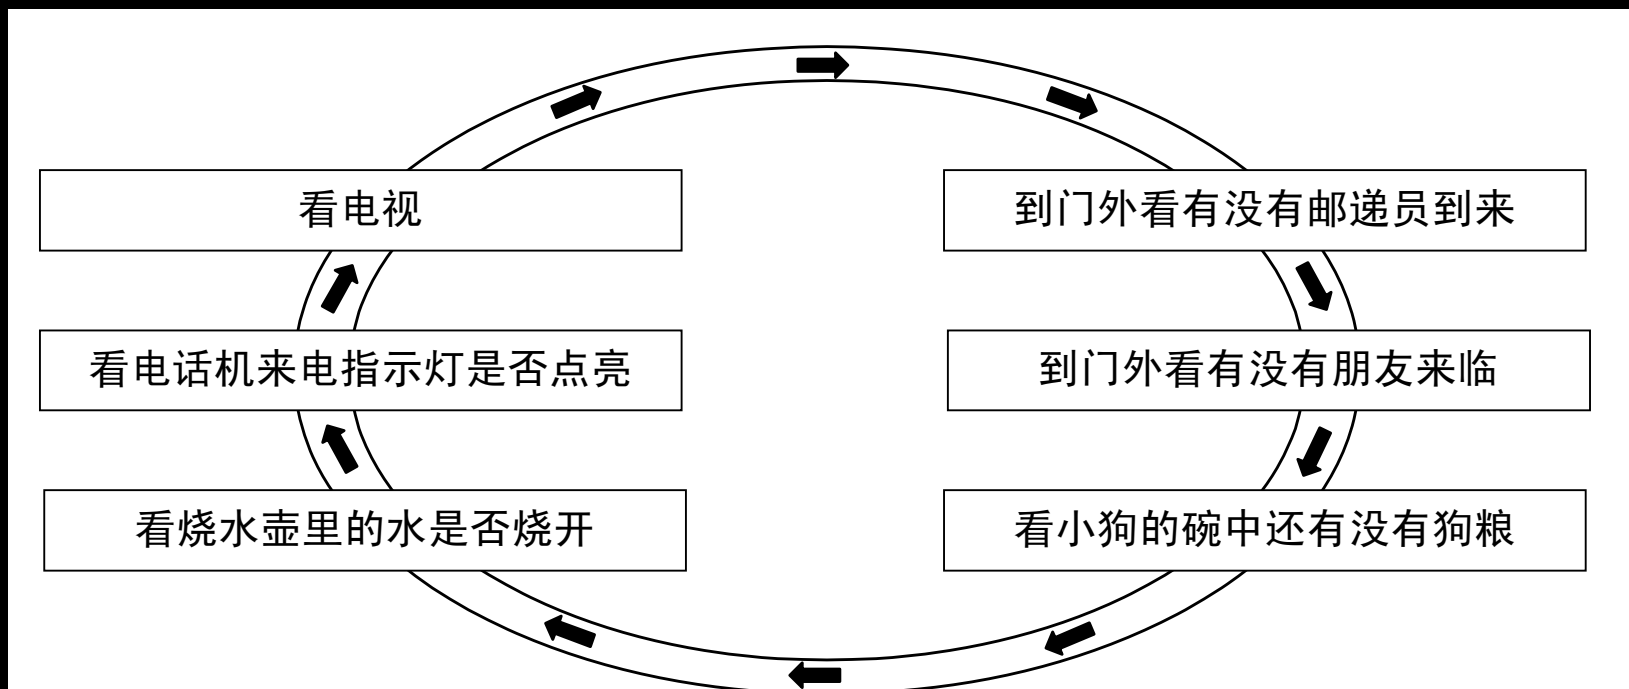 看电视
到门外看有没有邮递员到来
看电话机来电指示灯是否点亮
到门外看有没有朋友来临
看烧水壶里的水是否烧开
看小狗的碗中还有没有狗粮